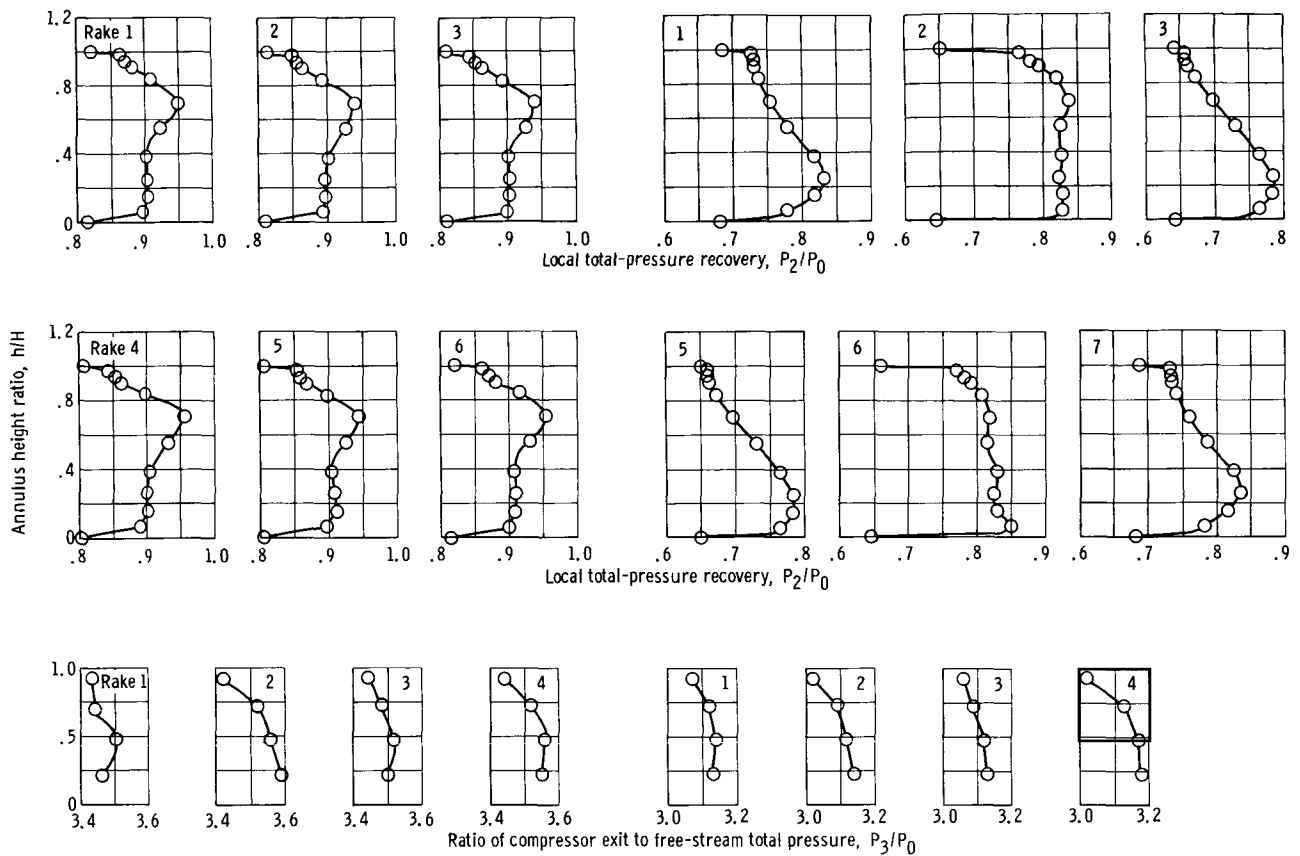 1.2
.8
.4
0
Rake 1
2
3
1
2
3
.8 .9 1.0 .8 .9 1.0 .8 .9 1.0 .6 .7 .8 .9 .6 .7 .8 .9 .6 .7 .8
Local total-pressure recovery, P2/P0
Annulus height ratio, h/H
1.2
.8
.4
0
Rake 4
5
6
5
6
7
.8 .9 1.0 .8 .9 1.0 .8 .9 1.0 .6 .7 .8 .6 .7 .8 .9 .6 .7 .8 .9
Local total-pressure recovery, P2/P0
1.0
.5
0
Rake 1
2
3
4
1
2
3
4
3.4 3.6 3.4 3.6 3.4 3.6 3.4 3.6 3.0 3.2 3.0 3.2 3.0 3.2 3.0 3.2
Ratio of compressor exit to free-stream total pressure, P3/P0